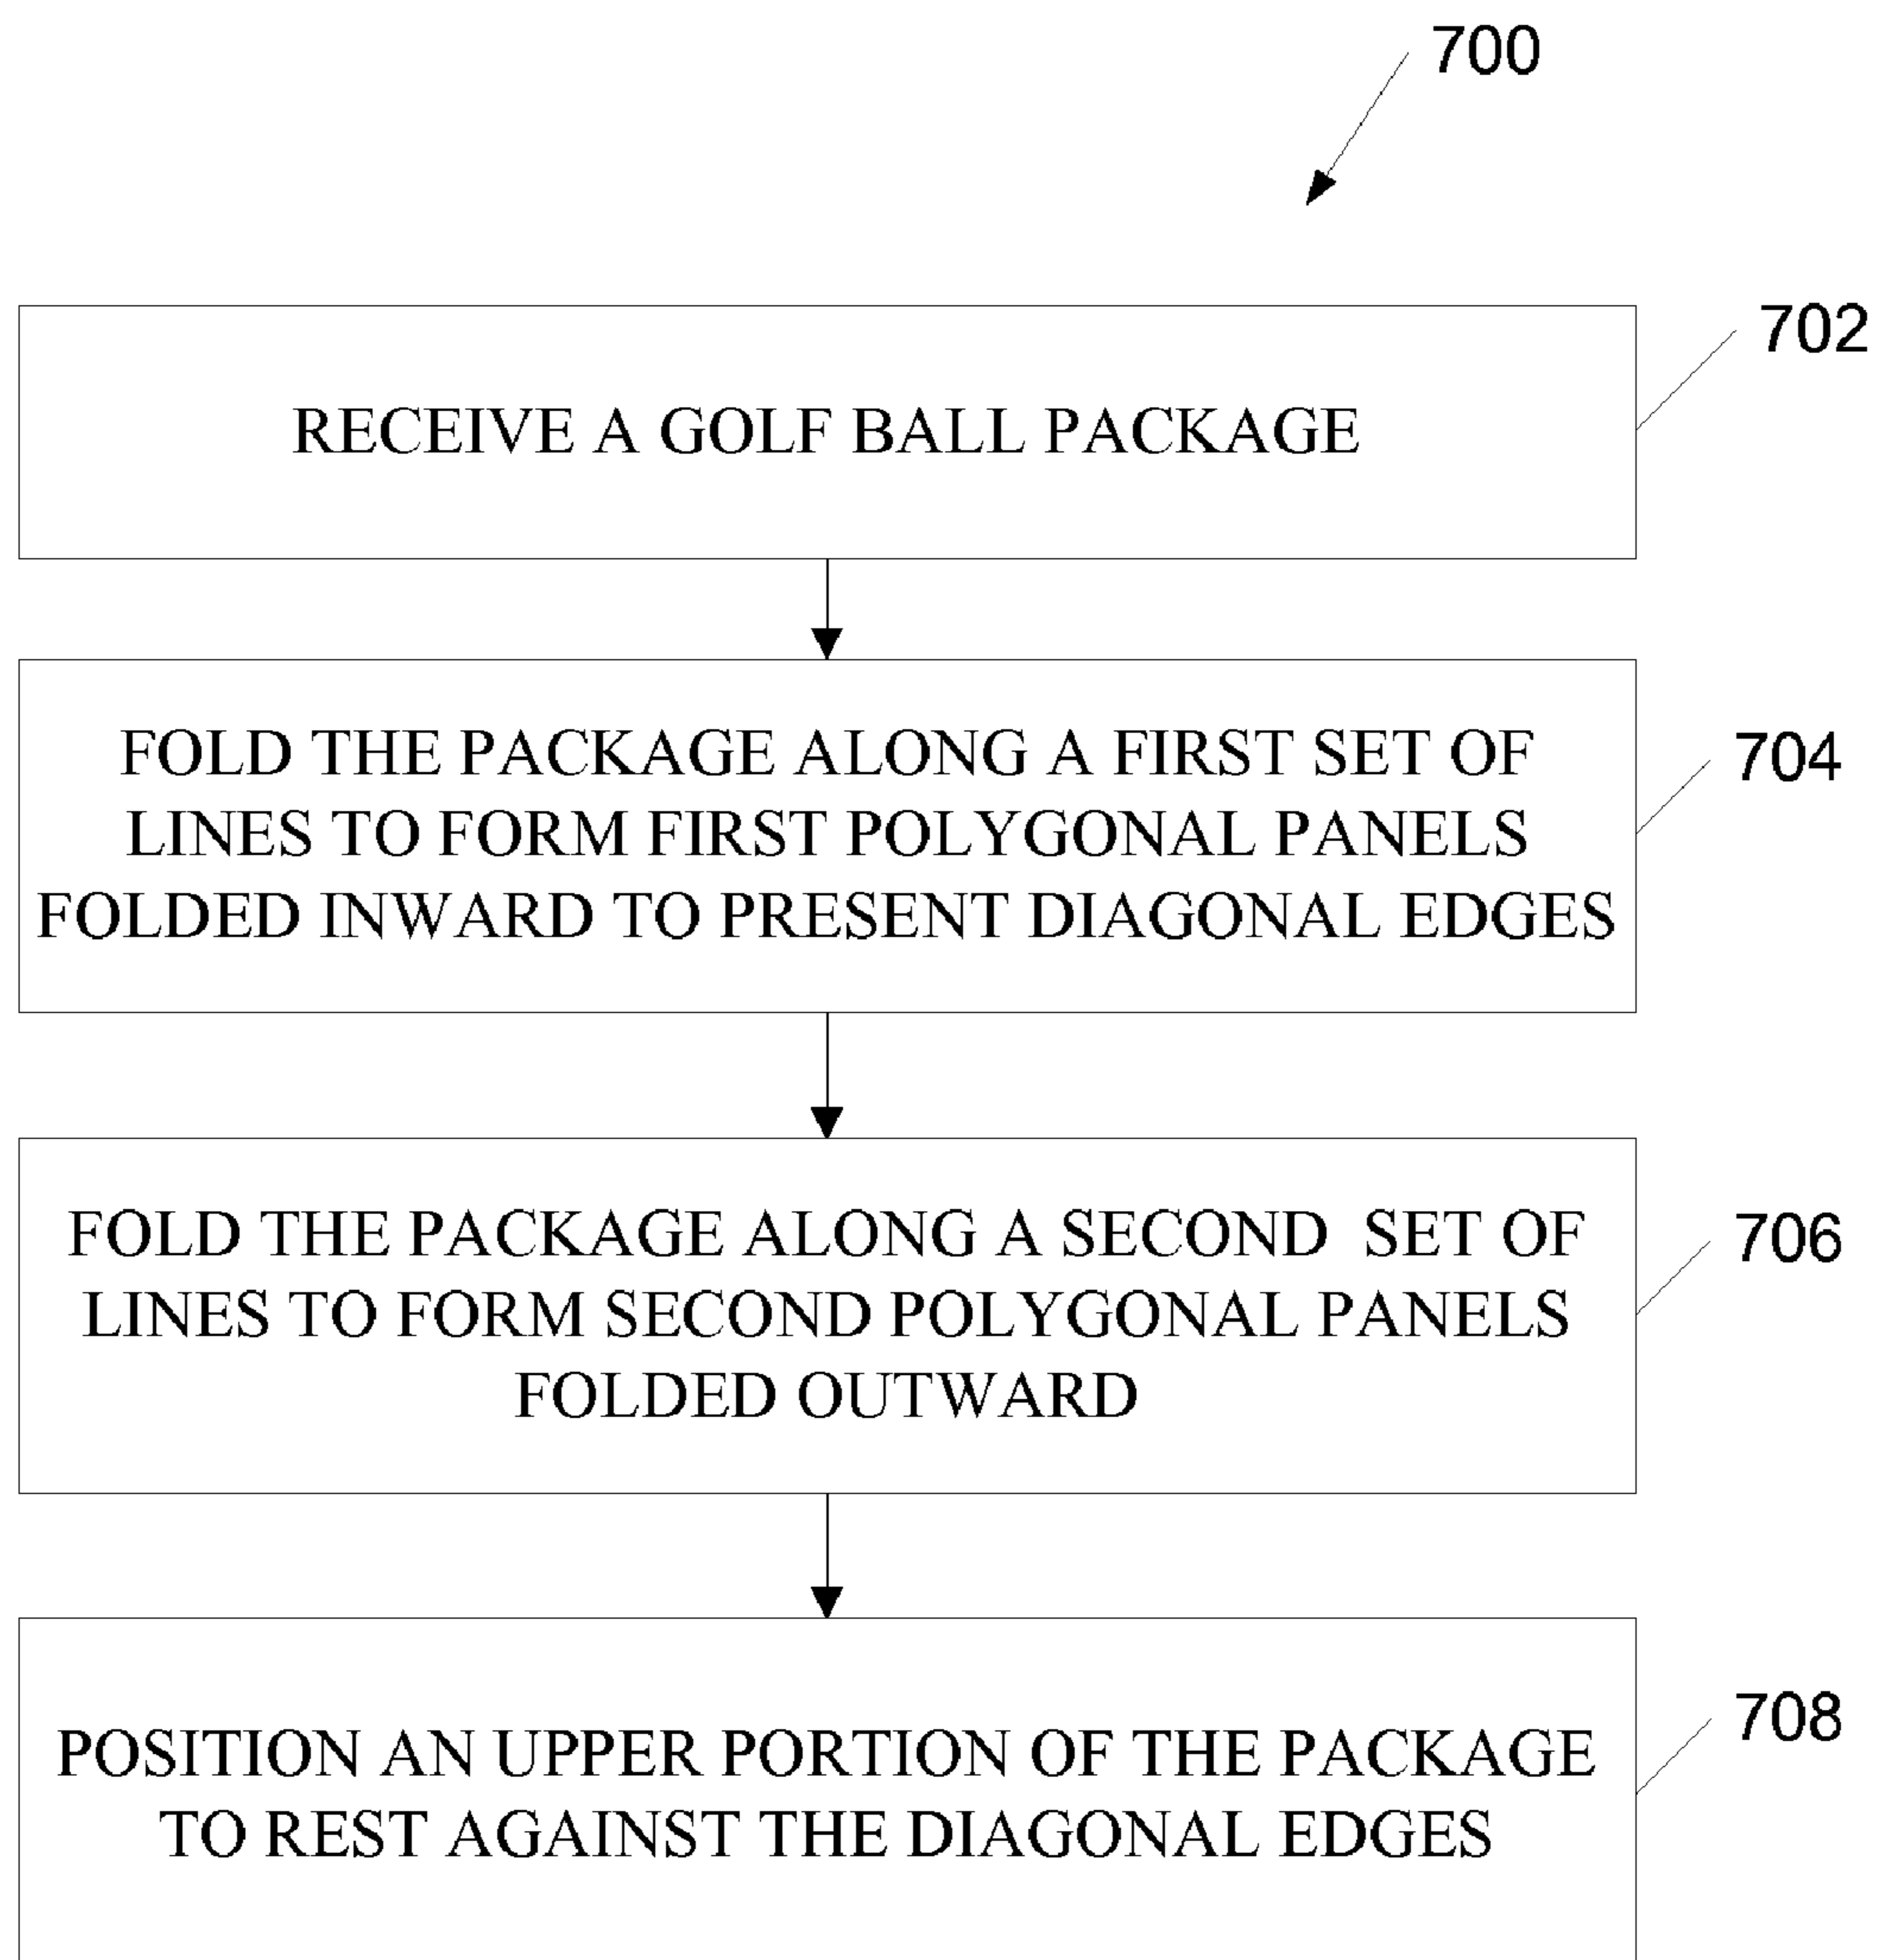 700
702
RECEIVE A GOLF BALL PACKAGE
704
FOLD THE PACKAGE ALONG A FIRST SET OF
LINES TO FORM FIRST POLYGONAL PANELS
FOLDED INWARD TO PRESENT DIAGONAL EDGES
706
FOLD THE PACKAGE ALONG A SECOND SET OF
LINES TO FORM SECOND POLYGONAL PANELS
FOLDED OUTWARD
708
POSITION AN UPPER PORTION OF THE PACKAGE
TO REST AGAINST THE DIAGONAL EDGES